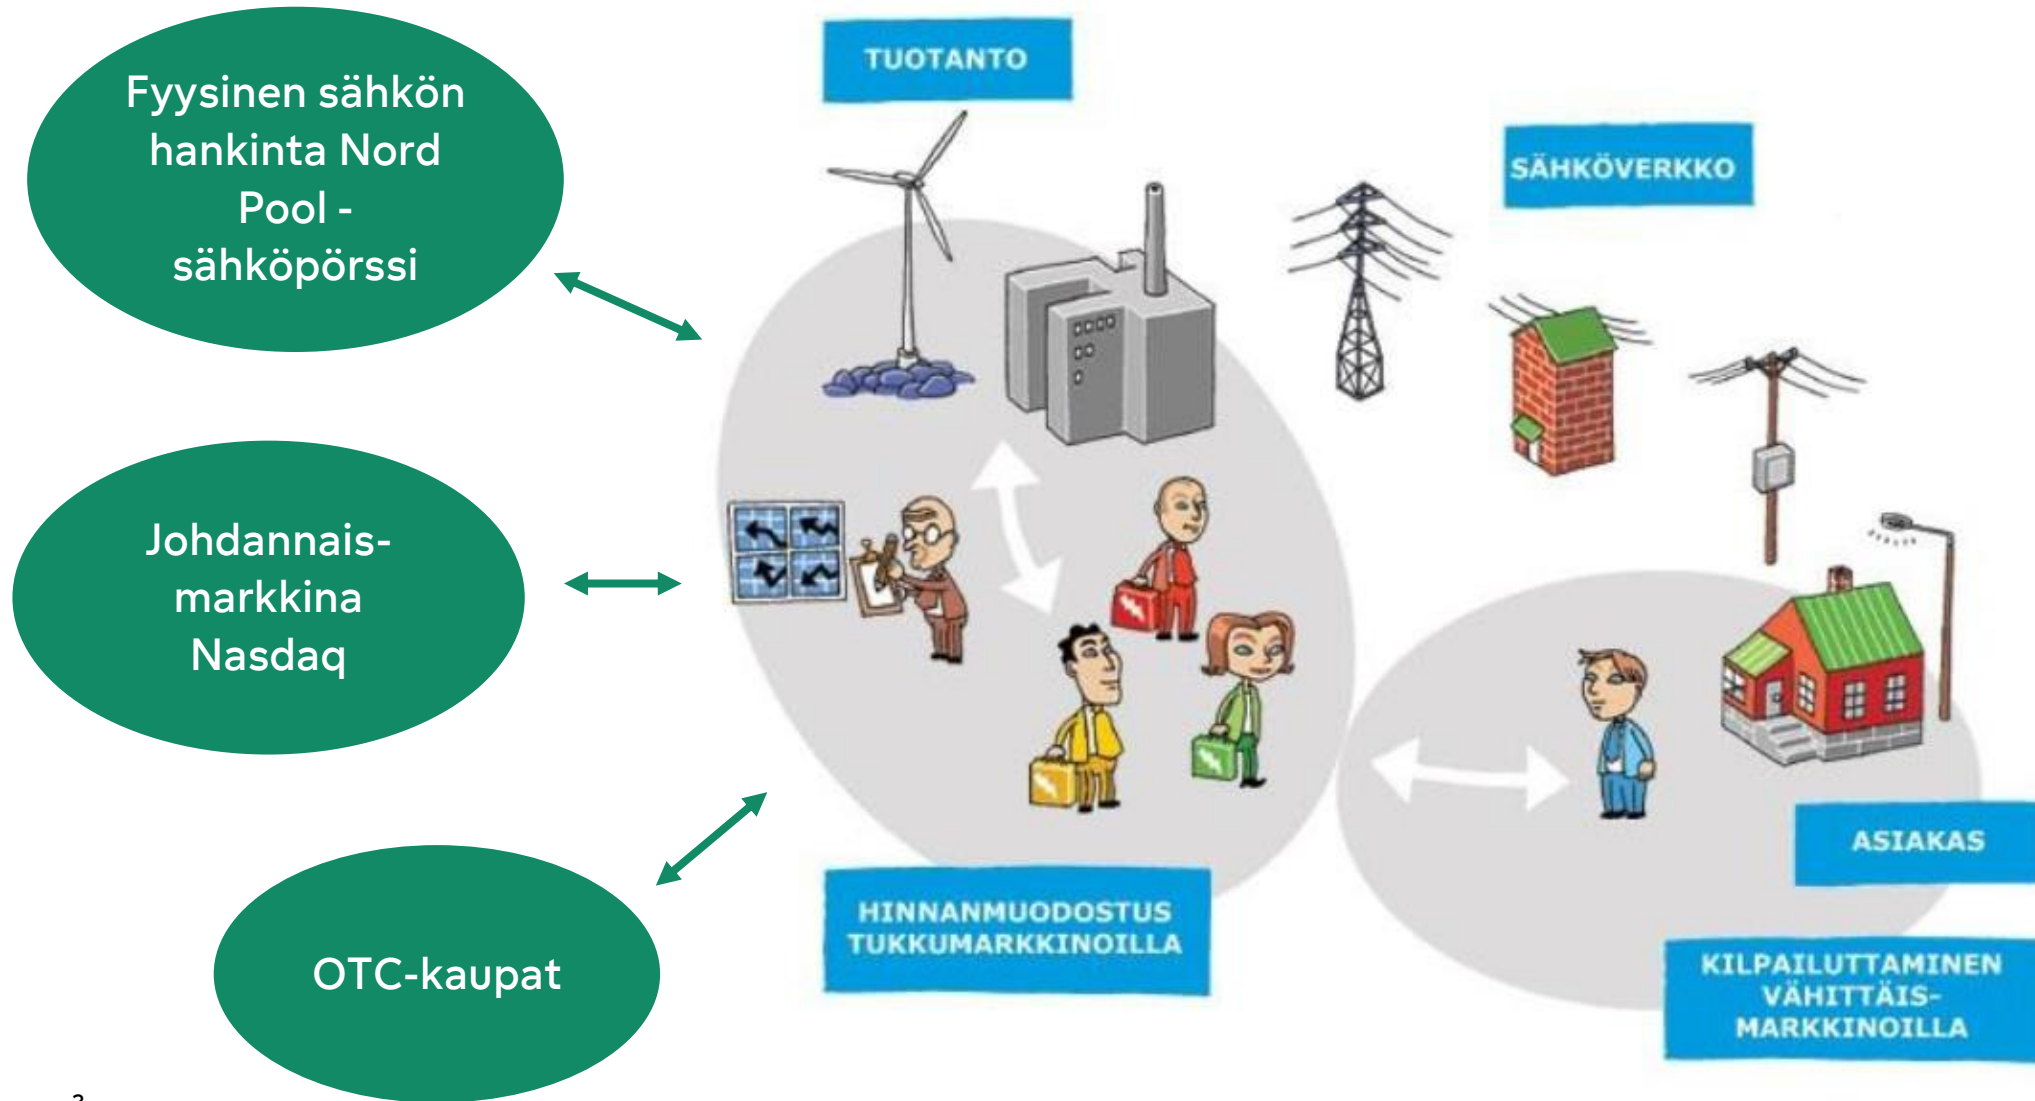 Fyysinen sähkön
hankinta Nord
Pool -
sähköpörssi
Johdannais-
markkina
Nasdaq
OTC-kaupat
TUOTANTO
SÄHKÖVERKKO
HINNANMUODOSTUS
TUKKUMARKKINOILLA
ASIAKAS
KILPAILUTTAMINEN
VÄHITTÄIS-
MARKKINOILLA